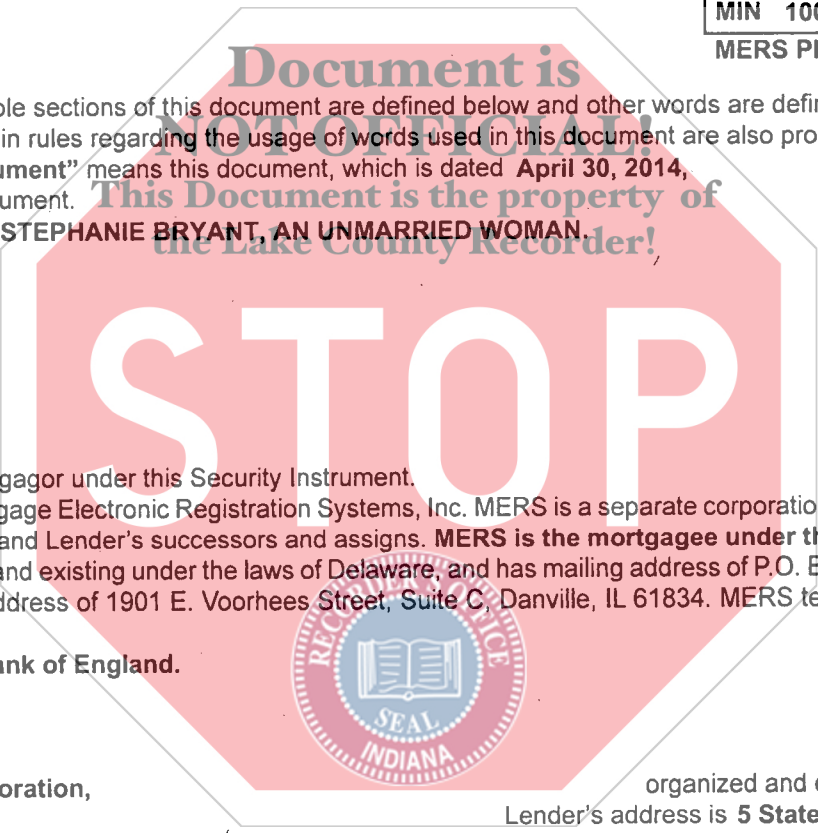 MIN 100
MERS P
Document is
ole sections of this document are defined below and other words are defin
in rules regarding the usage of words used in this document are also pro
NOT OFFICIAL!
ument" means this document, which is dated April 30, 2014,
ument.
This Document is the property of
STEPHANIE BRYANT, AN UNMARRIED WOMAN.
the Lake County Recorder!
STOP
gagor under this Security Instrument.
gage Electronic Registration Systems, Inc. MERS is a separate corporatio
and Lender's successors and assigns. MERS is the mortgagee under th
nd existing under the laws of Delaware, and has mailing address of P.O. B
ddress of 1901 E. Voorhees Street, Suite C, Danville, IL 61834. MERS te
RECORDER'S OFFICE
ank of England.
SEAL
INDIANA
oration,
organized and e
Lender's address is 5 State